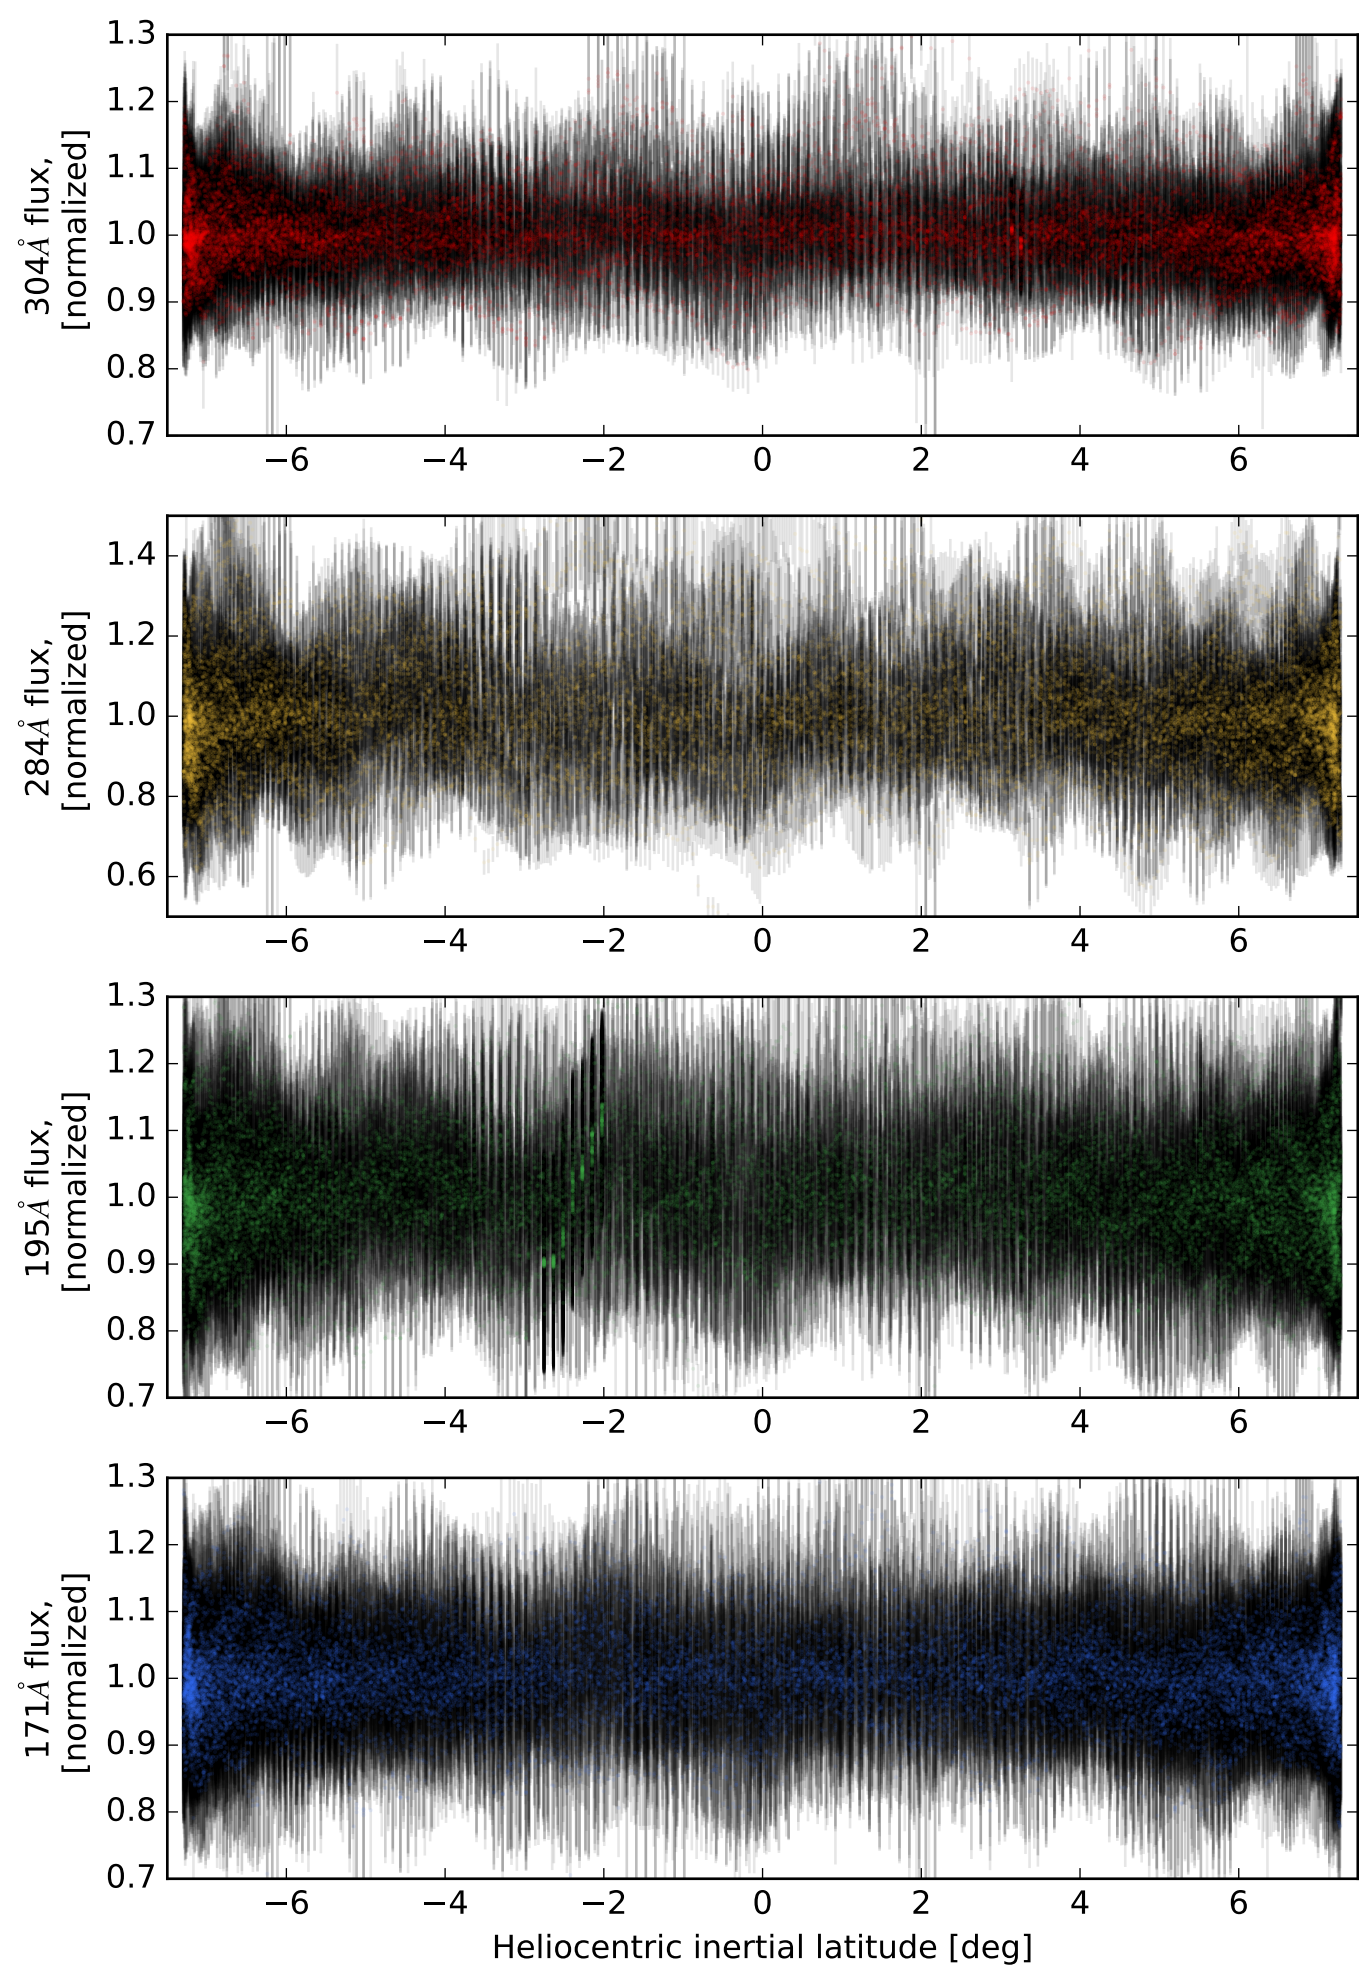 304Å flux,
[normalized]
1.3
1.2
1.1
1.0
0.9
0.8
0.7
−6 −4 −2 0 2 4 6
284Å flux,
[normalized]
1.4
1.2
1.0
0.8
0.6
−6 −4 −2 0 2 4 6
195Å flux,
[normalized]
1.3
1.2
1.1
1.0
0.9
0.8
0.7
−6 −4 −2 0 2 4 6
171Å flux,
[normalized]
1.3
1.2
1.1
1.0
0.9
0.8
0.7
−6 −4 −2 0 2 4 6
Heliocentric inertial latitude [deg]